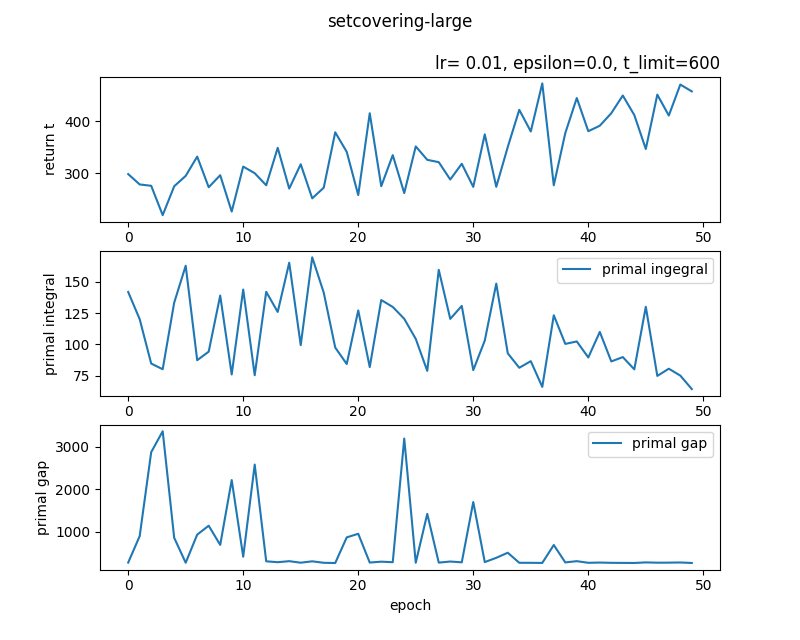 setcovering-large
lr= 0.01, epsilon=0.0, t_limit=600
return t
400
300
0 10 20 30 40 50
primal integral
150
125
100
75
primal ingegral
0 10 20 30 40 50
primal gap
3000
2000
1000
primal gap
0 10 20 30 40 50
epoch